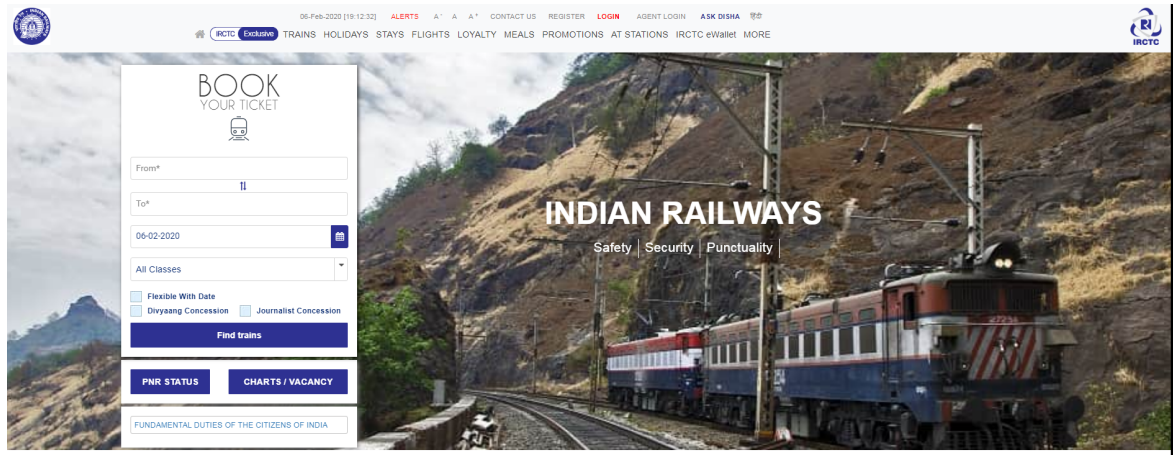 06-Feb-2020 [19:12:32] ALERTS A- A A+ CONTACT US REGISTER LOGIN AGENT LOGIN ASK DISHA हिंदी
IRCTC Exclusive TRAINS HOLIDAYS STAYS FLIGHTS LOYALTY MEALS PROMOTIONS AT STATIONS IRCTC eWallet MORE
IRCTC
BOOK
YOUR TICKET
From*
To*
06-02-2020
All Classes
Flexible With Date
Divyaang Concession Journalist Concession
Find trains
PNR STATUS CHARTS / VACANCY
FUNDAMENTAL DUTIES OF THE CITIZENS OF INDIA
INDIAN RAILWAYS
Safety | Security | Punctuality |